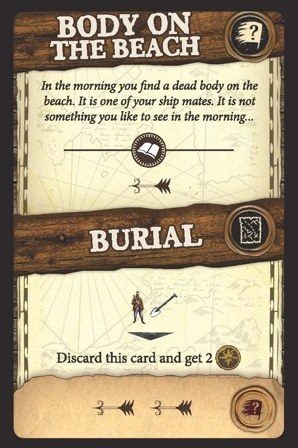 BODY ON
THE BEACH
In the morning you find a dead body on the
beach. It is one of your ship mates. It is not
something you like to see in the morning...
BURIAL
Discard this card and get 2